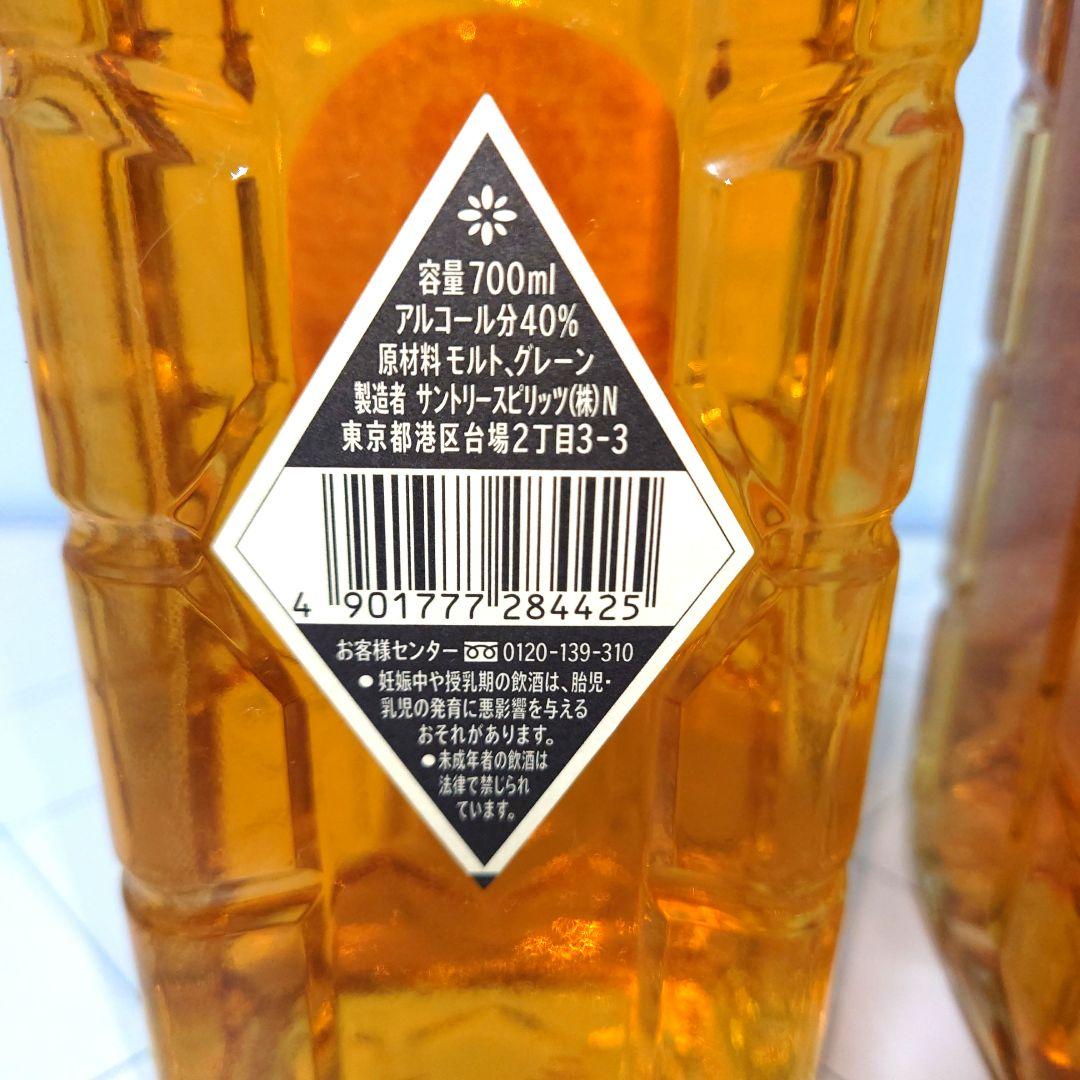 容量700ml
アルコール分40%
原材料 モルト、グレーン
製造者 サントリースピリッツ(株)N
東京都港区台場2丁目3-3
4 901777 284425
お客様センター 0120-139-310
● 妊娠中や授乳期の飲酒は、胎児・
乳児の発育に悪影響を与える
おそれがあります。
● 未成年者の飲酒は
法律で禁じられ
ています。